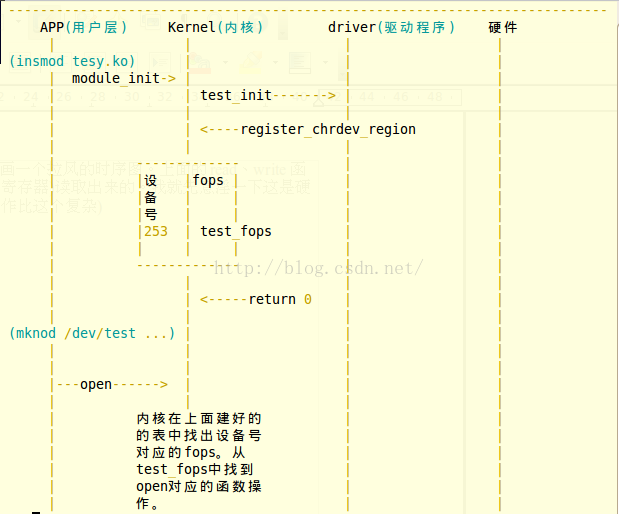 APP(用户层) Kernel(内核) driver(驱动程序) 硬件
(insmod tesy.ko)
module_init->
test_init------->
<----register_chrdev_region
设 fops
备
号
253 test_fops
http://blog.csdn.net/
<-----return 0
(mknod /dev/test ...)
---open------>
内核在上面建好的
的表中找出设备号
对应的fops。从
test_fops中找到
open对应的函数操
作。